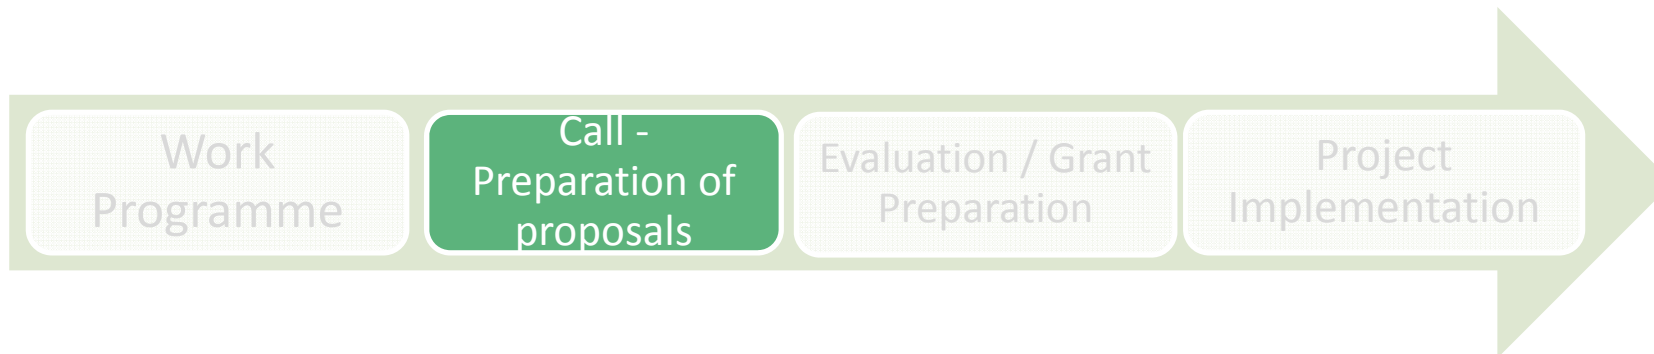 Work
Programme
Call -
Preparation of
proposals
Evaluation / Grant
Preparation
Project
Implementation